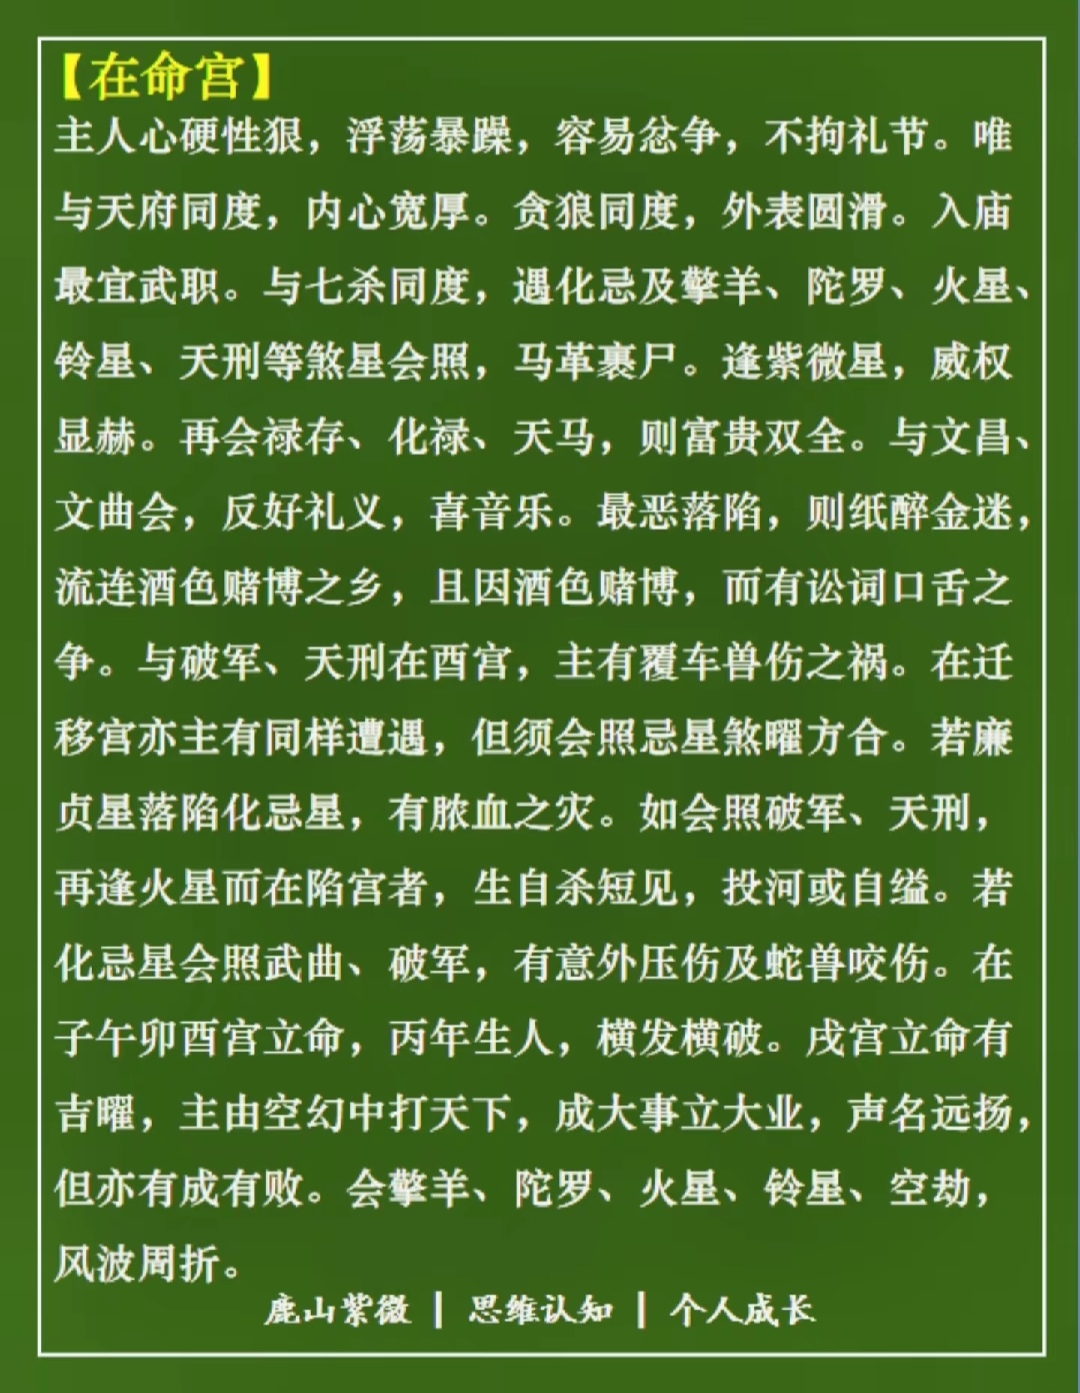 【在命宫】
主人心硬性狠，浮荡暴躁，容易忿争，不拘礼节。唯
与天府同度，内心宽厚。贪狼同度，外表圆滑。入庙
最宜武职。与七杀同度，遇化忌及擎羊、陀罗、火星、
铃星、天刑等煞星会照，马革裹尸。逢紫微星，威权
显赫。再会禄存、化禄、天马，则富贵双全。与文昌、
文曲会，反好礼义，喜音乐。最恶落陷，则纸醉金迷，
流连酒色赌博之乡，且因酒色赌博，而有讼词口舌之
争。与破军、天刑在酉宫，主有覆车兽伤之祸。在迁
移宫亦主有同样遭遇，但须会照忌星煞曜方合。若廉
贞星落陷化忌星，有脓血之灾。如会照破军、天刑，
再逢火星而在陷宫者，生自杀短见，投河或自缢。若
化忌星会照武曲、破军，有意外压伤及蛇兽咬伤。在
子午卯酉宫立命，丙年生人，横发横破。戌宫立命有
吉曜，主由空幻中打天下，成大事立大业，声名远扬，
但亦有成有败。会擎羊、陀罗、火星、铃星、空劫，
风波周折。
鹿山紫微 | 思维认知 | 个人成长